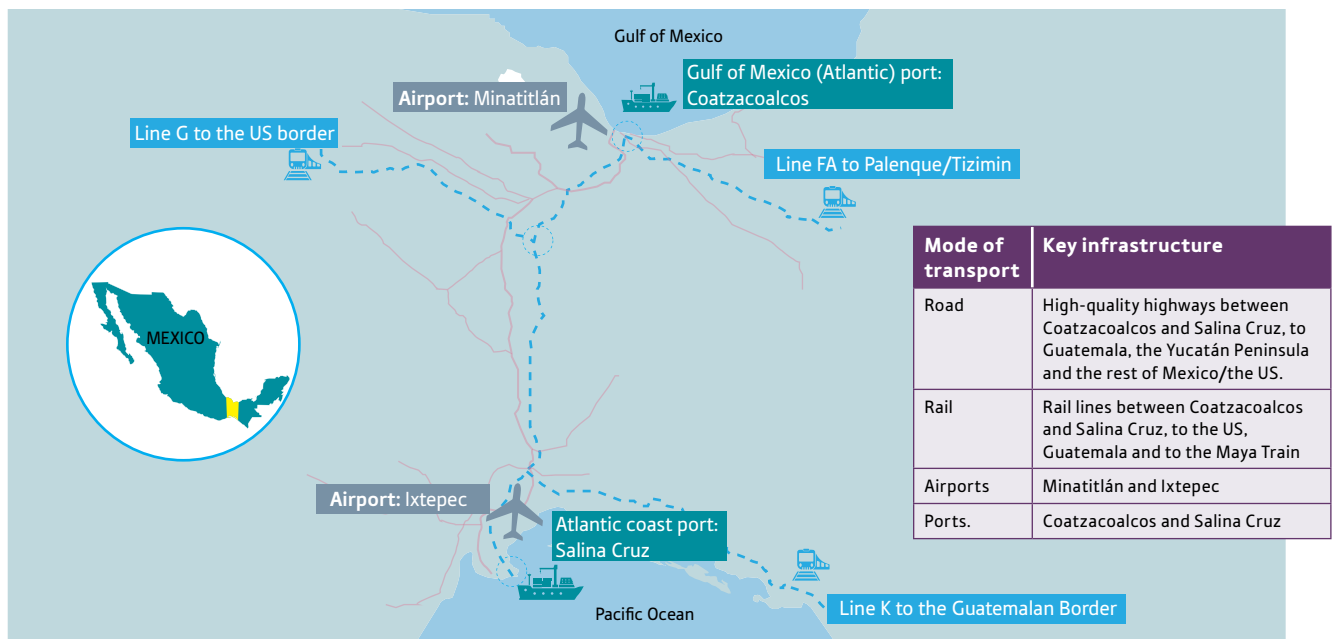 Gulf of Mexico
Gulf of Mexico (Atlantic) port:
Coatzacoalcos
Airport: Minatitlán
Line G to the US border
Line FA to Palenque/Tizimin
MEXICO
Mode of
transport
Key infrastructure
Road
High-quality highways between
Coatzacoalcos and Salina Cruz, to
Guatemala, the Yucatán Peninsula
and the rest of Mexico/the US.
Rail
Rail lines between Coatzacoalcos
and Salina Cruz, to the US,
Guatemala and to the Maya Train
Airports
Minatitlán and Ixtepec
Ports.
Coatzacoalcos and Salina Cruz
Airport: Ixtepec
Atlantic coast port:
Salina Cruz
Line K to the Guatemalan Border
Pacific Ocean